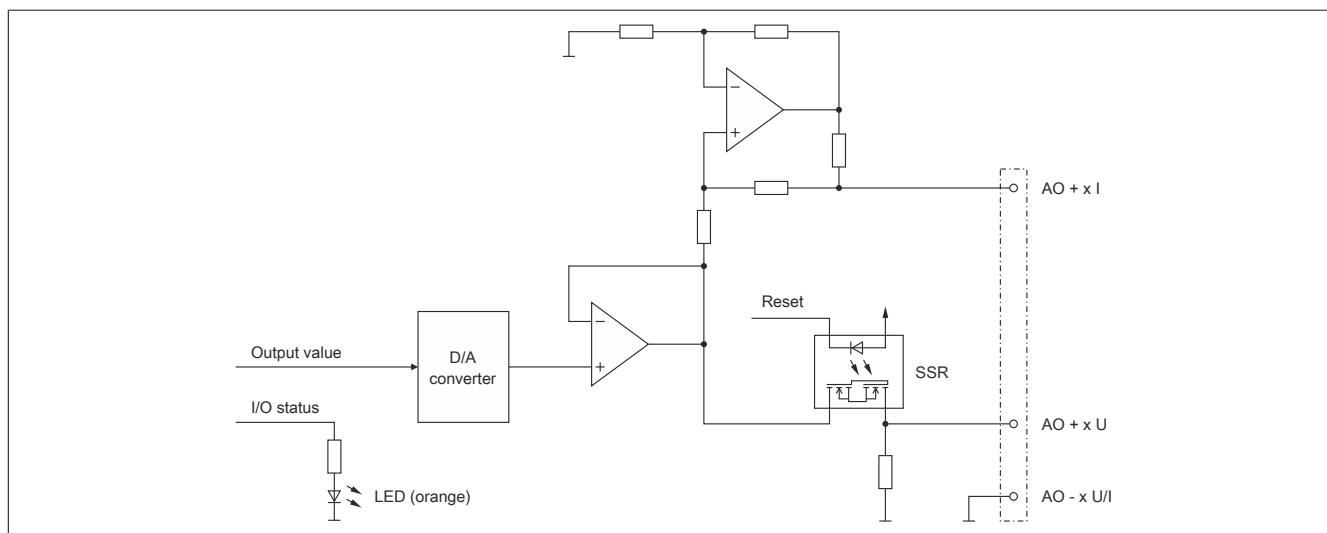 −
+
AO + x I
Reset
−
+
Output value
D/A
converter
SSR
I/O status
AO + x U
LED (orange)
AO - x U/I